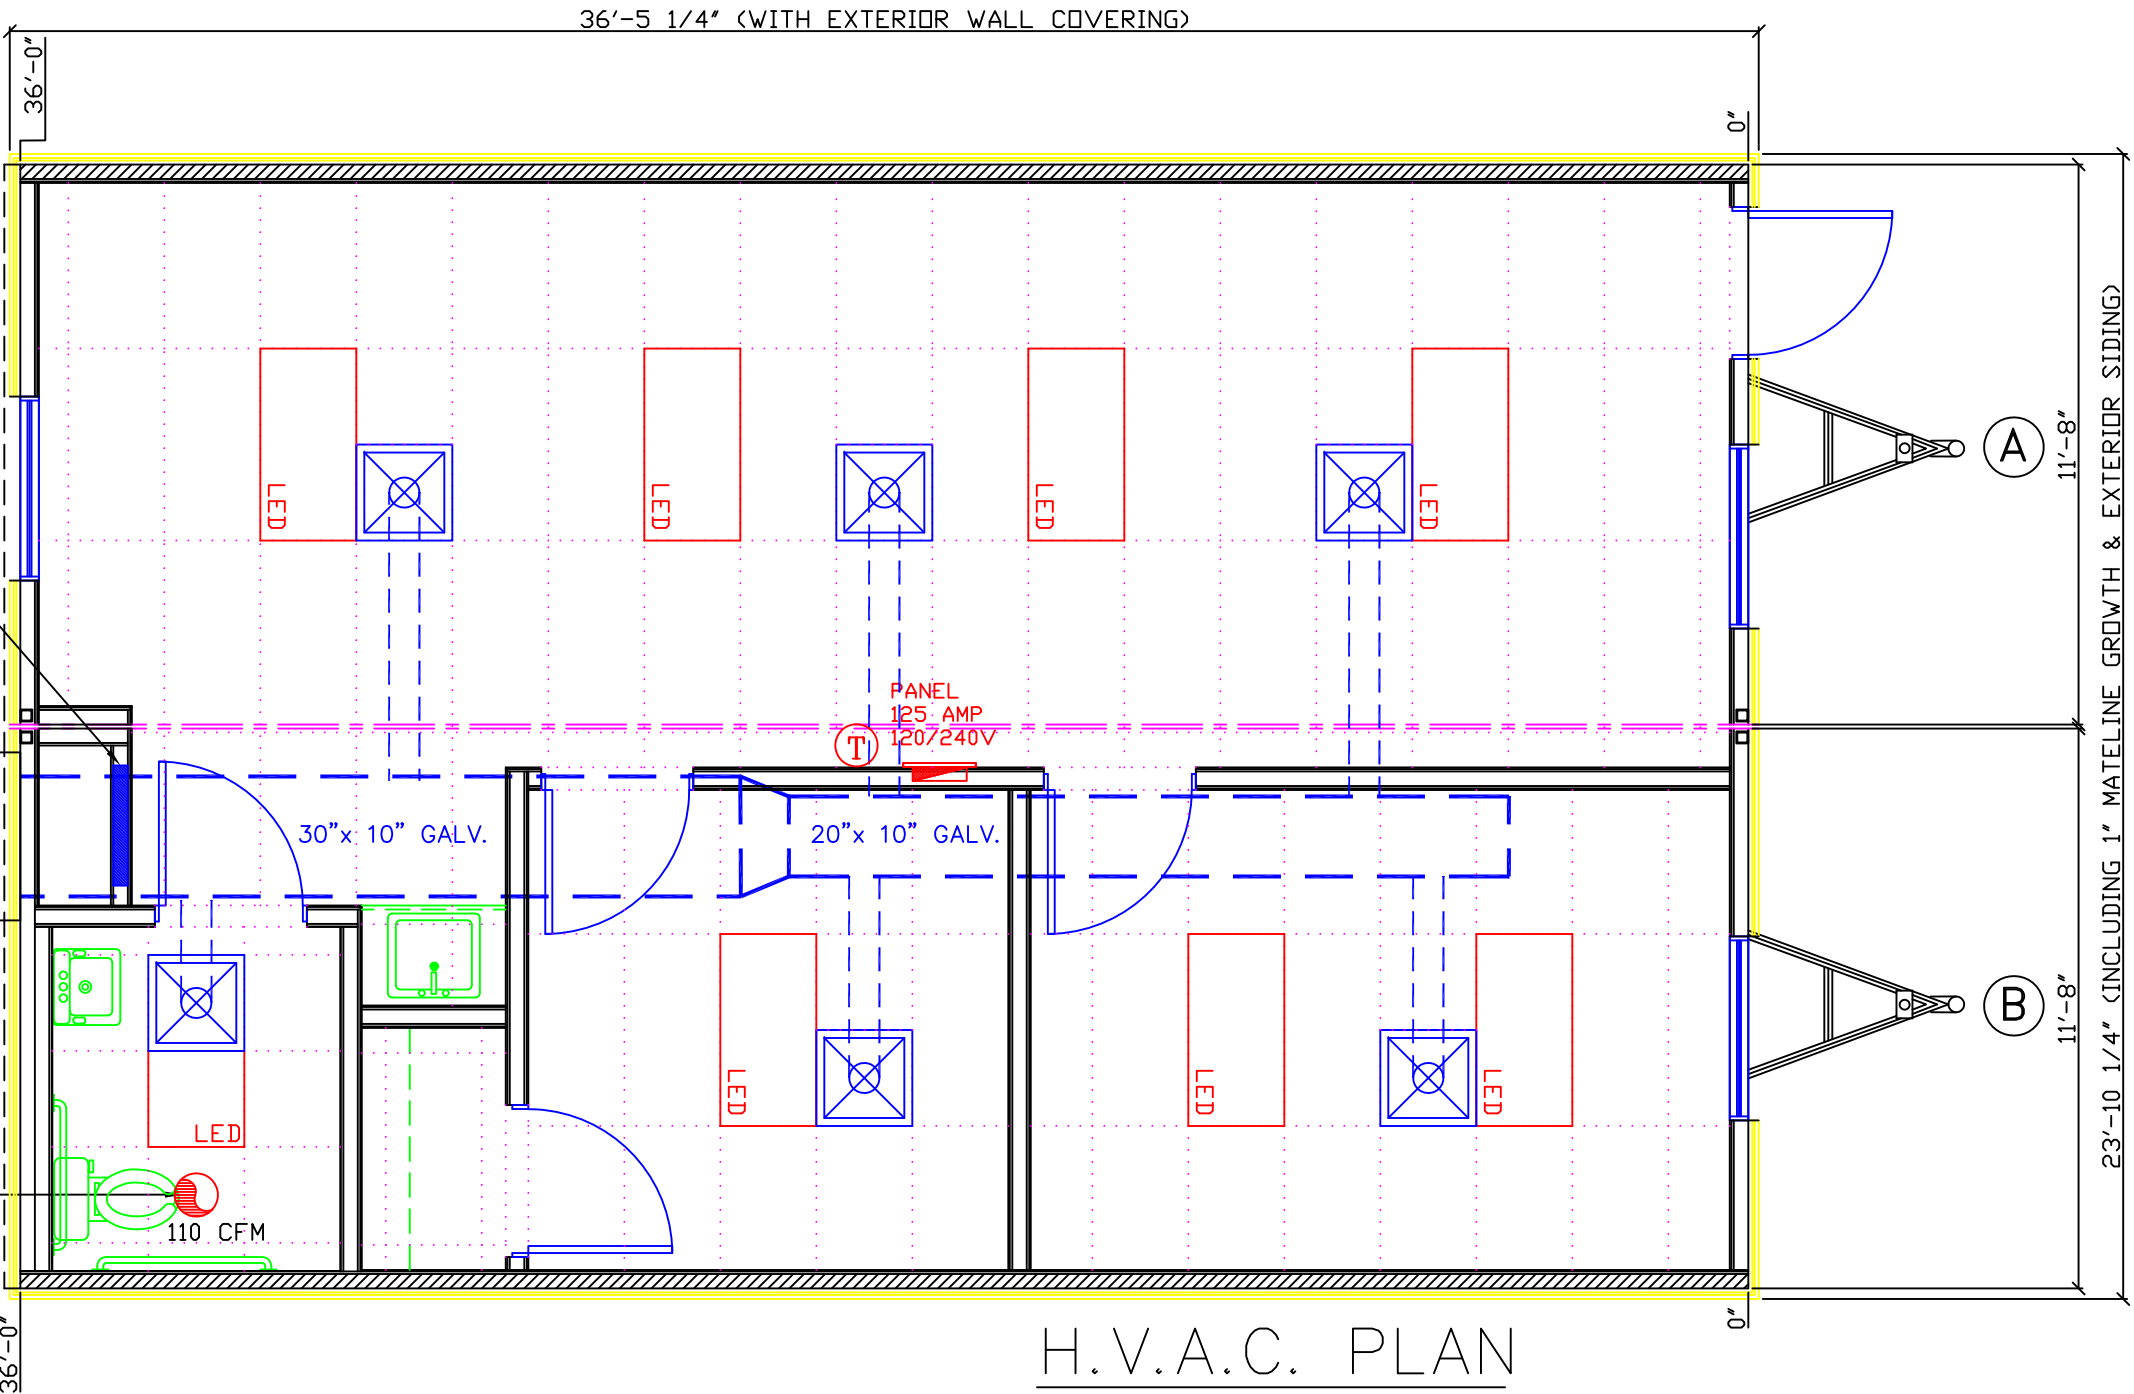 36'-5 1/4" (WITH EXTERIOR WALL COVERING)
36'-0"
0"
LED
LED
LED
LED
A
11'-8"
PANEL
125 AMP
120/240V
T
30"x 10" GALV.
20"x 10" GALV.
23'-10 1/4" (INCLUDING 1" MATELINE GROWTH & EXTERIOR SIDING)
B
11'-8"
LED
LED
LED
LED
110 CFM
36'-0"
0"
H.V.A.C. PLAN